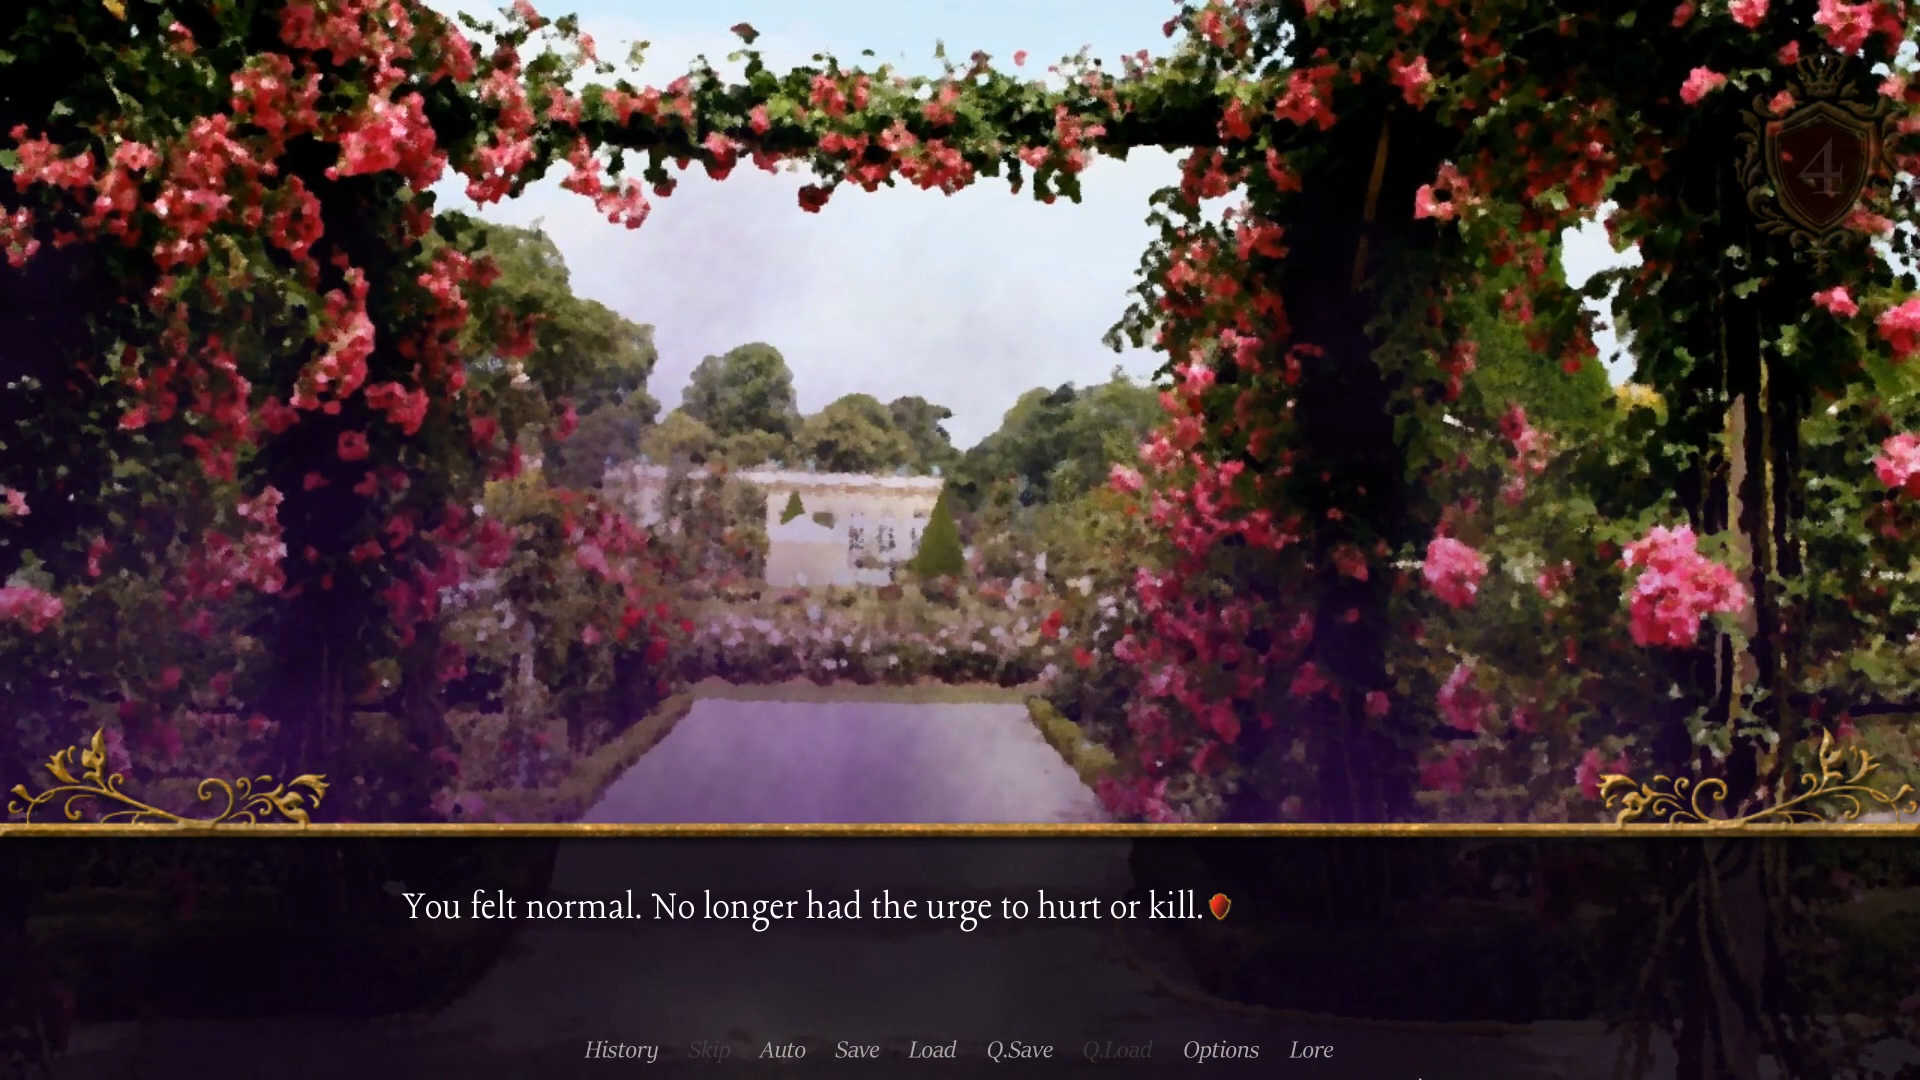 4
You felt normal. No longer had the urge to hurt or kill.
History Skip Auto Save Load Q.Save Q.Load Options Lore